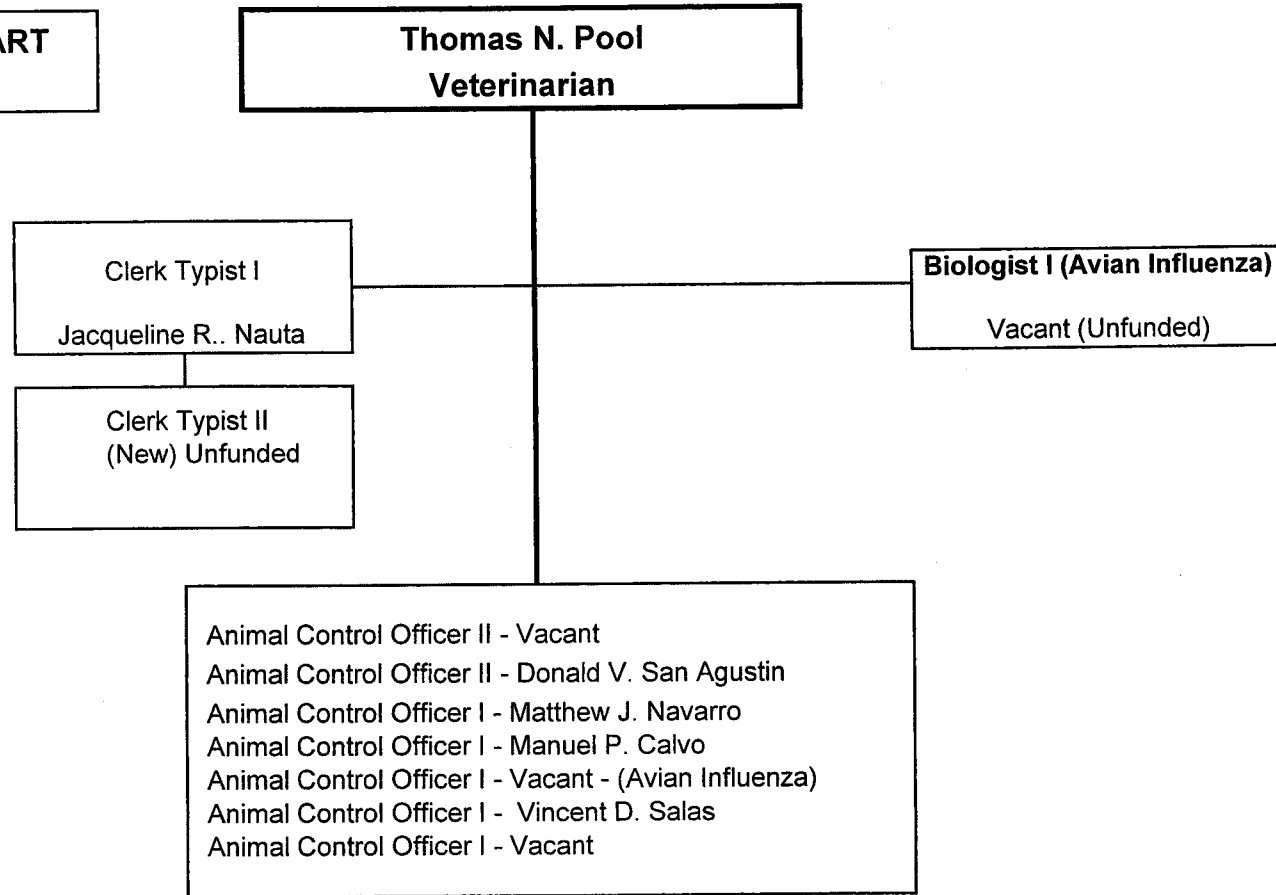 ART
Thomas N. Pool
Veterinarian
Clerk Typist I
Jacqueline R.. Nauta
Biologist I (Avian Influenza)
Vacant (Unfunded)
Clerk Typist II
(New) Unfunded
Animal Control Officer II - Vacant
Animal Control Officer II - Donald V. San Agustin
Animal Control Officer I - Matthew J. Navarro
Animal Control Officer I - Manuel P. Calvo
Animal Control Officer I - Vacant - (Avian Influenza)
Animal Control Officer I -  Vincent D. Salas
Animal Control Officer I - Vacant